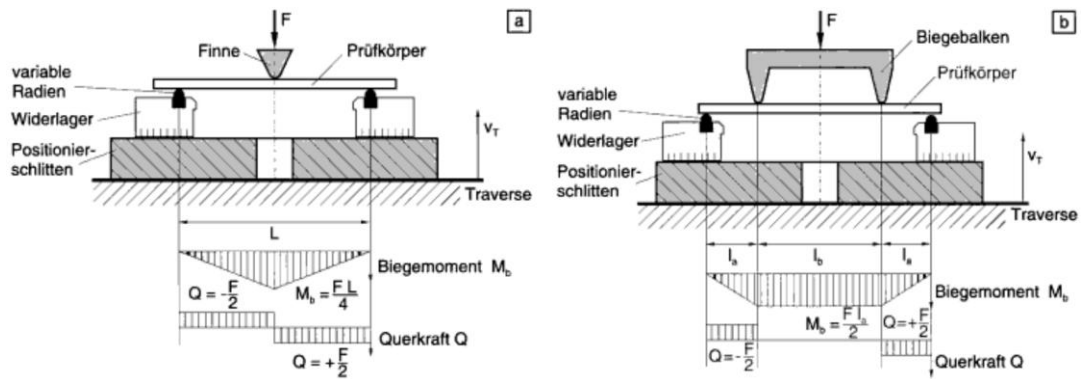 a
F
Finne
Prüfkörper
variable
Radien
Widerlager
Positionier-
schlitten
v_T
Traverse
L
Biegemoment M_b
Q = -F/2
M_b = F L/4
Querkraft Q
Q = +F/2
b
F
Biegebalken
Prüfkörper
variable
Radien
Widerlager
Positionier-
schlitten
v_T
Traverse
l_a
l_b
l_a
Biegemoment M_b
M_b = F l_a/2
Q = +F/2
Q = -F/2
Querkraft Q